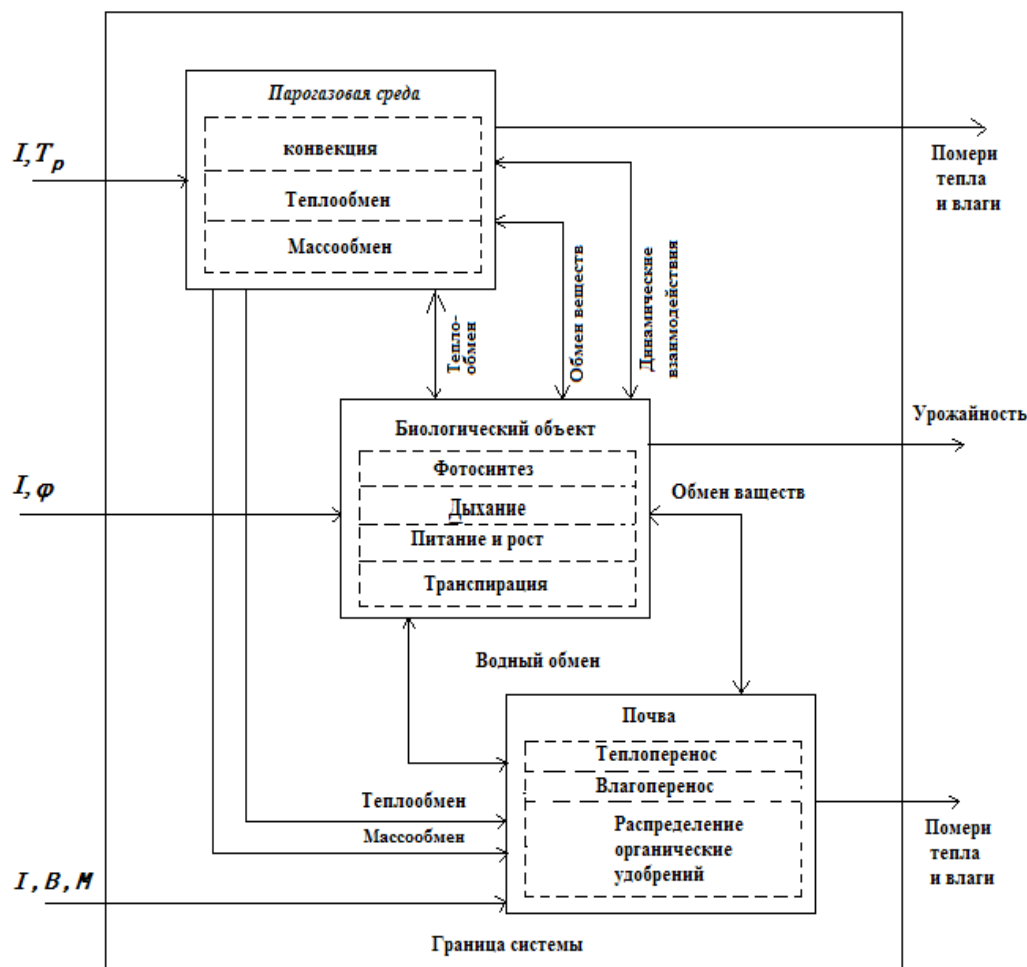 Парогазовая среда
конвекция
Теплообмен
Массообмен
I, Tp
Помери
тепла
и влаги
Тепло-
обмен
Обмен веществ
Динамические
взаимодействия
Биологический объект
Фотосинтез
Дыхание
Питание и рост
Транспирация
I, φ
Урожайность
Обмен ваществ
Водный обмен
Почва
Теплоперенос
Влагоперенос
Распределение
органические
удобрений
Теплообмен
Массообмен
I, B, M
Помери
тепла
и влаги
Граница системы